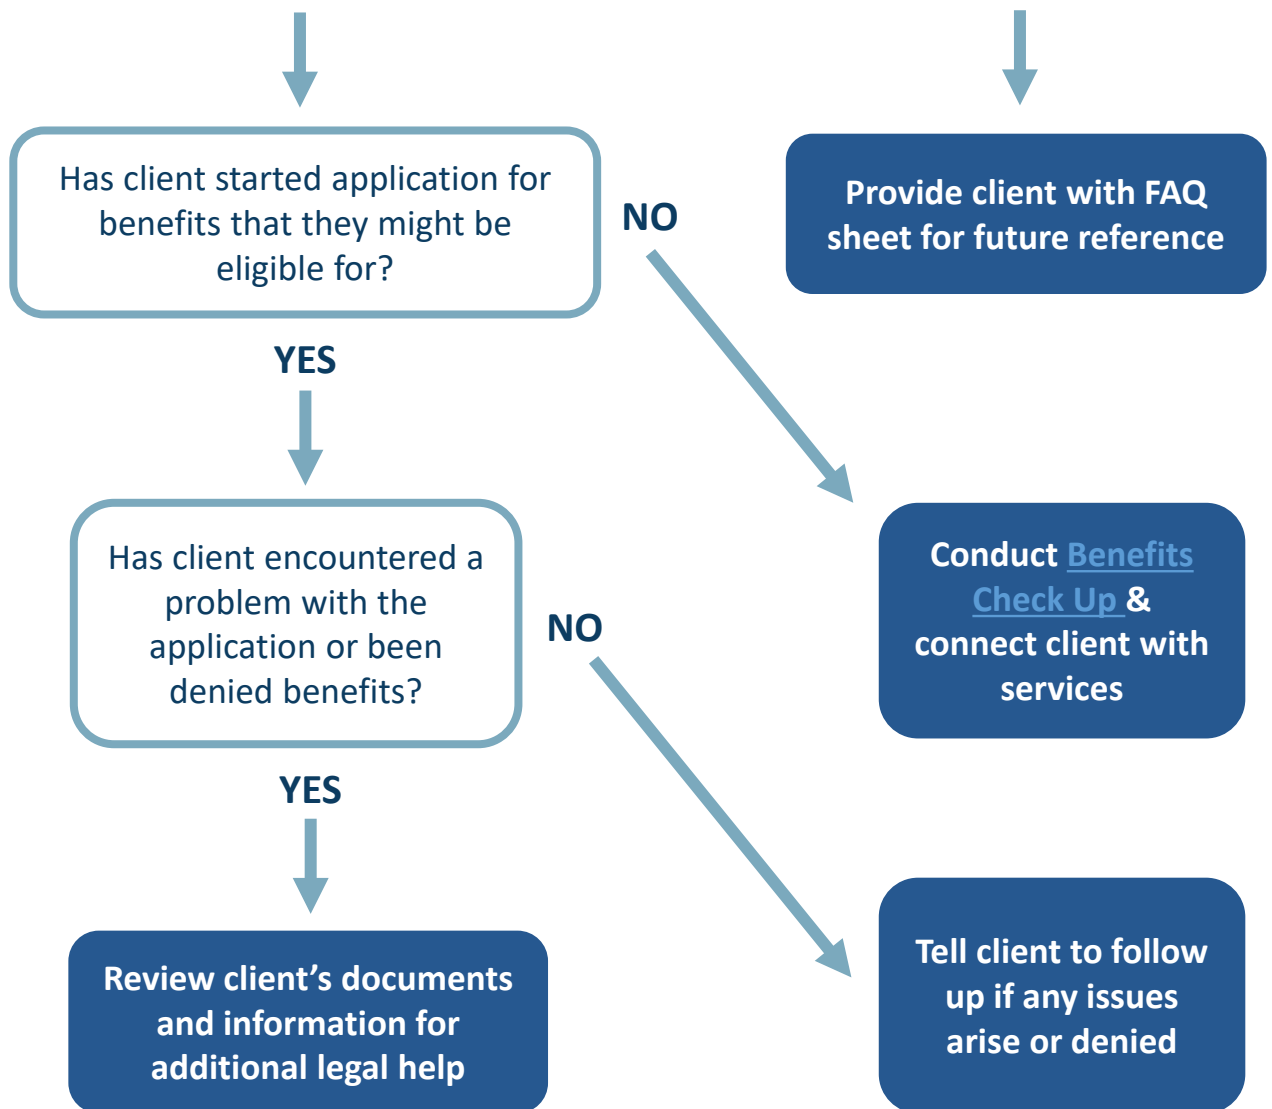 Has client started application for
benefits that they might be
eligible for?
NO
Provide client with FAQ
sheet for future reference
YES
Has client encountered a
problem with the
application or been
denied benefits?
NO
Conduct Benefits
Check Up &
connect client with
services
YES
Review client’s documents
and information for
additional legal help
Tell client to follow
up if any issues
arise or denied